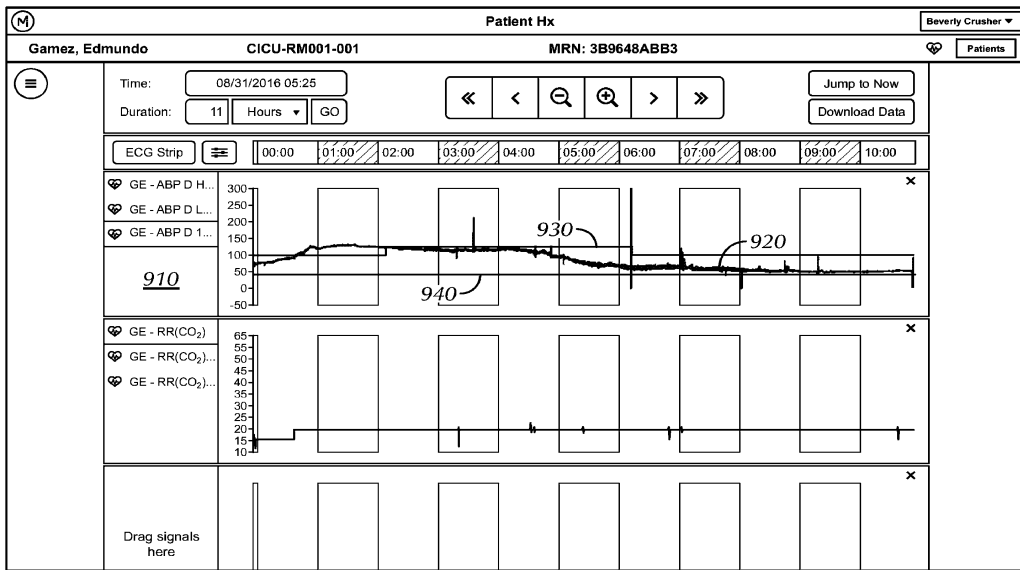 M Patient Hx Beverly Crusher ▼
Gamez, Edmundo CICU-RM001-001 MRN: 3B9648ABB3 Patients
Time: 08/31/2016 05:25 Jump to Now
Duration: 11 Hours ▼ GO Download Data
ECG Strip 00:00 01:00 02:00 03:00 04:00 05:00 06:00 07:00 08:00 09:00 10:00
GE - ABP D H...
GE - ABP D L...
GE - ABP D 1...
910
300
250
200
150
100
50
0
-50
930
920
940
GE - RR(CO₂)
GE - RR(CO₂)...
GE - RR(CO₂)...
65
55
50
45
40
35
30
25
20
15
10
Drag signals
here